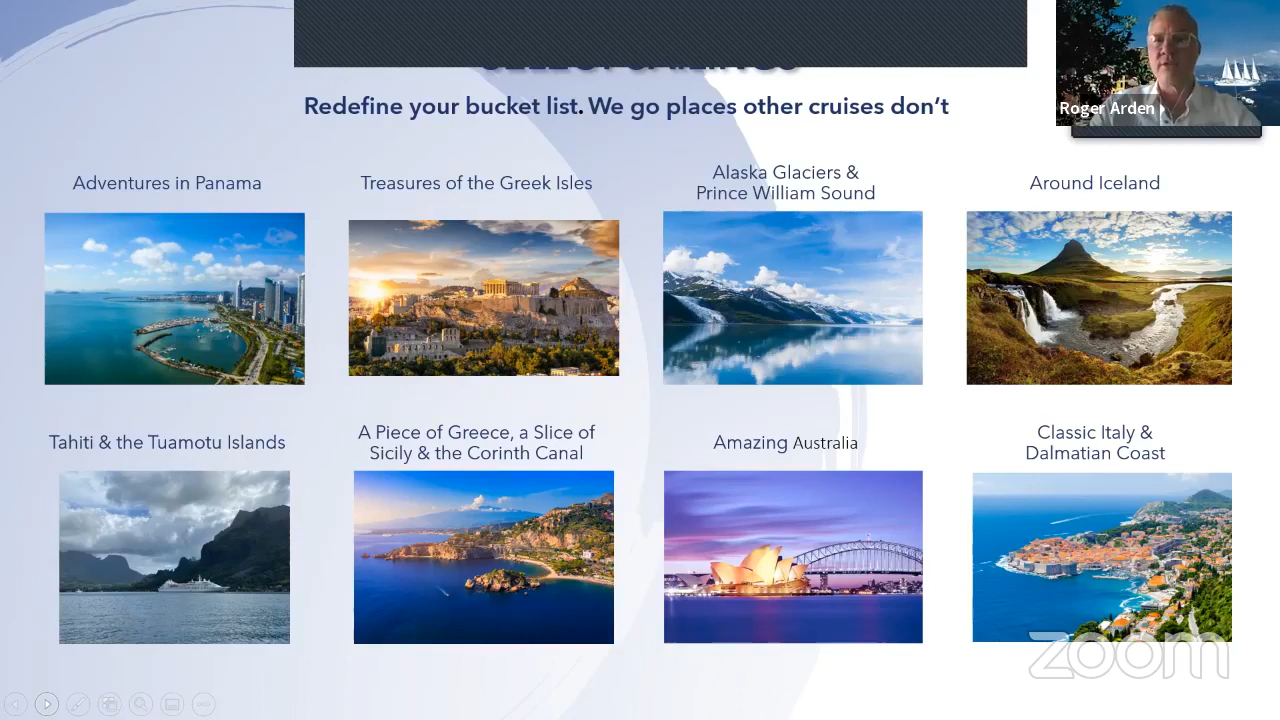 Redefine your bucket list. We go places other cruises don't
Roger Arden
Adventures in Panama
Treasures of the Greek Isles
Alaska Glaciers &
Prince William Sound
Around Iceland
Tahiti & the Tuamotu Islands
A Piece of Greece, a Slice of
Sicily & the Corinth Canal
Amazing Australia
Classic Italy &
Dalmatian Coast
zoom